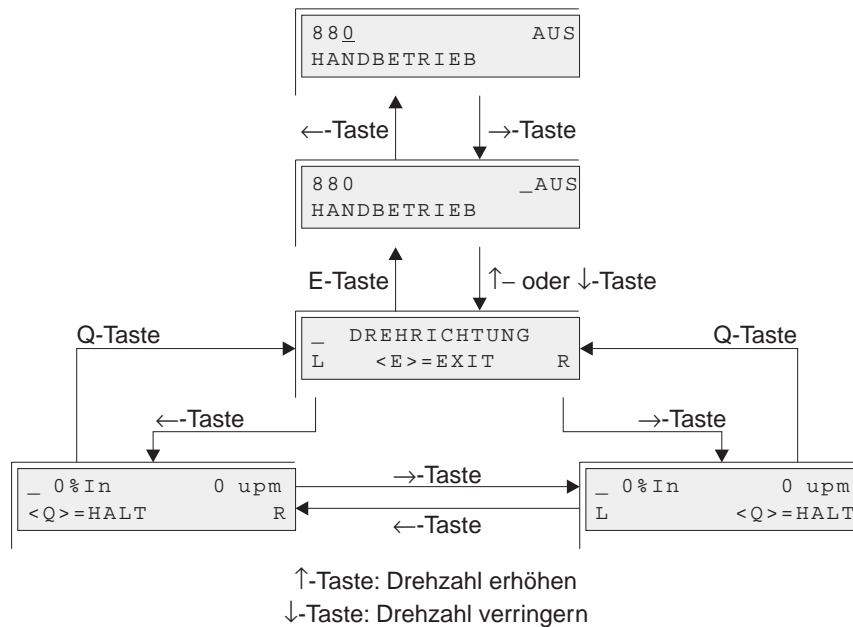 880 AUS
HANDBETRIEB
←-Taste →-Taste
880 _AUS
HANDBETRIEB
E-Taste ↑– oder ↓-Taste
Q-Taste Q-Taste
_ DREHRICHTUNG
L <E>=EXIT R
←-Taste →-Taste
_ 0%In 0 upm
<Q>=HALT R
→-Taste
←-Taste
_ 0%In 0 upm
L <Q>=HALT
↑-Taste: Drehzahl erhöhen
↓-Taste: Drehzahl verringern